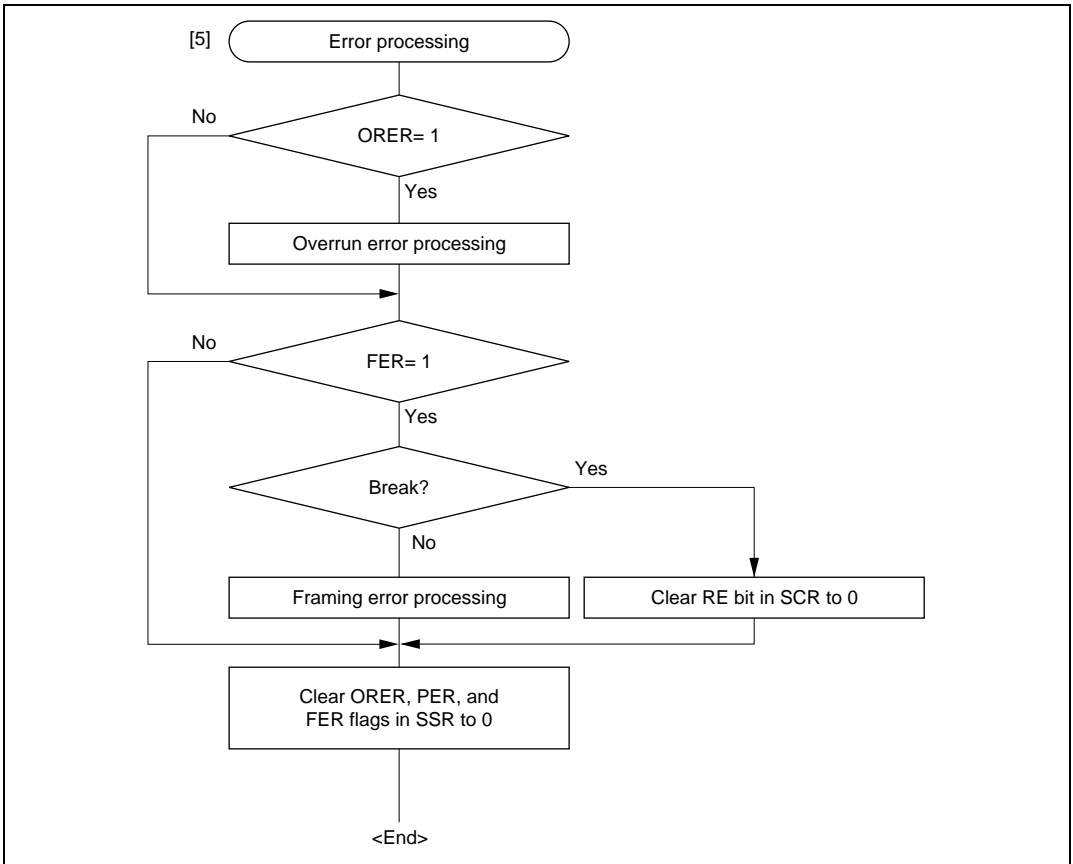 [5]
Error processing
No
ORER= 1
Yes
Overrun error processing
No
FER= 1
Yes
Break?
Yes
No
Framing error processing
Clear RE bit in SCR to 0
Clear ORER, PER, and
FER flags in SSR to 0
<End>